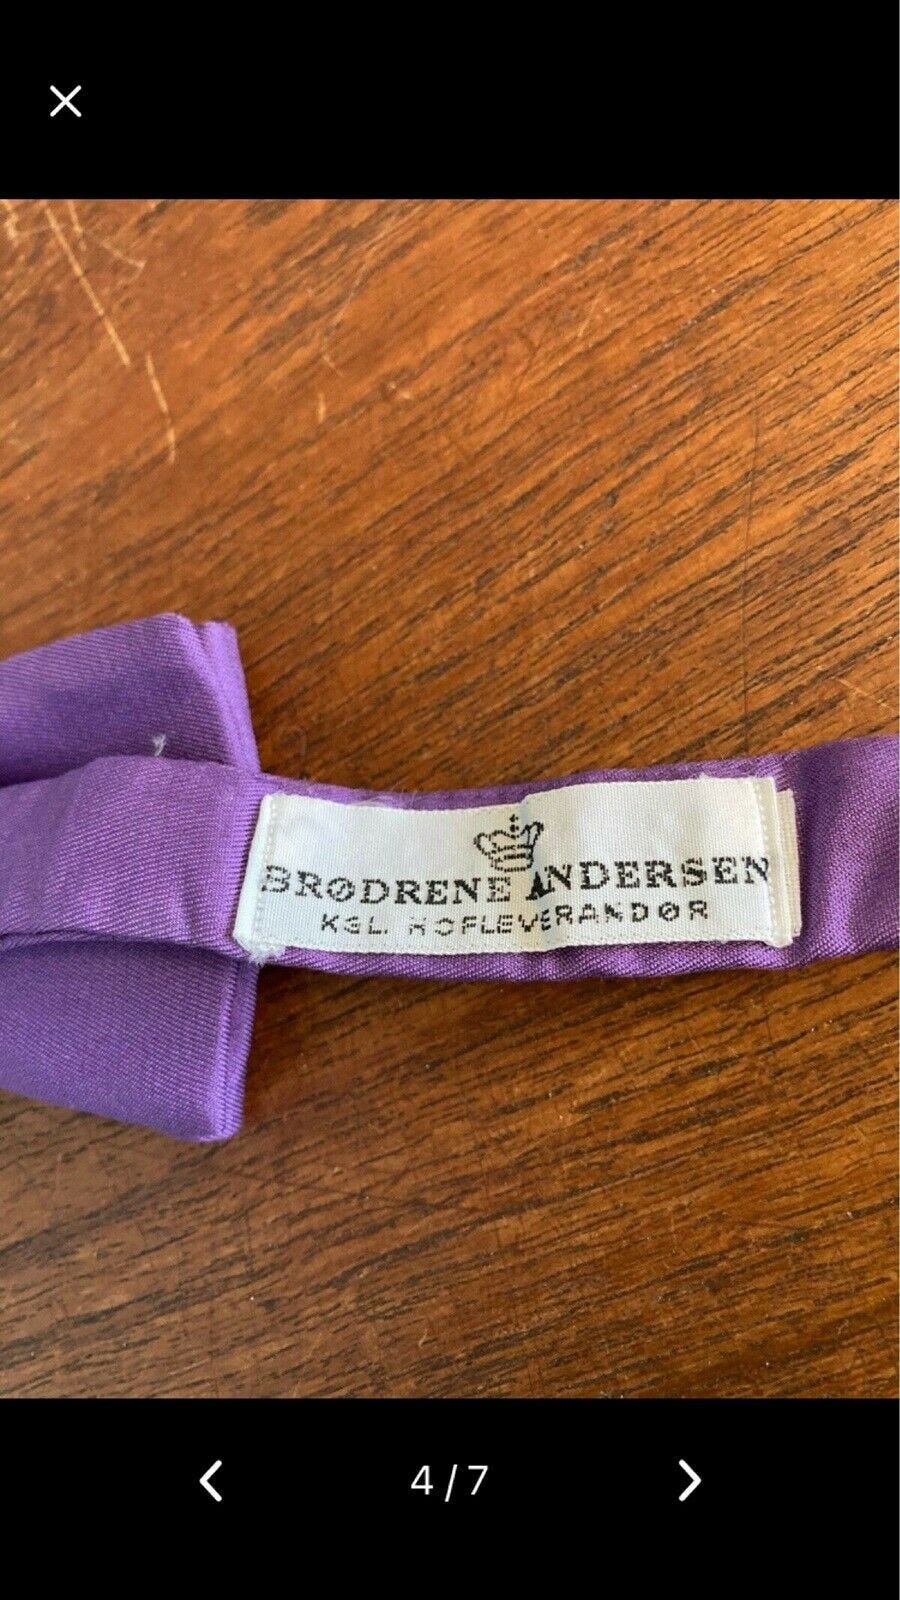 BRØDRENE ANDERSEN
KGL. HOFLEVERANDØR
4 / 7